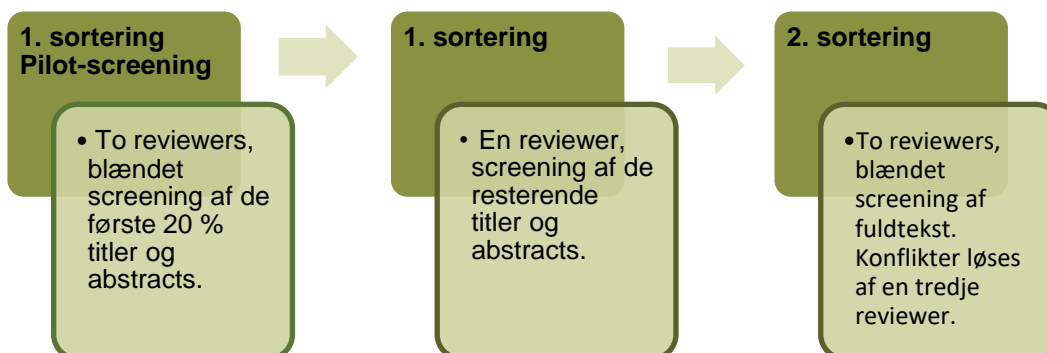 1. sortering
Pilot-screening
• To reviewers,
blændet
screening af de
første 20 %
titler og
abstracts.
1. sortering
• En reviewer,
screening af de
resterende
titler og
abstracts.
2. sortering
•To reviewers,
blændet
screening af
fuldtekst.
Konflikter løses
af en tredje
reviewer.